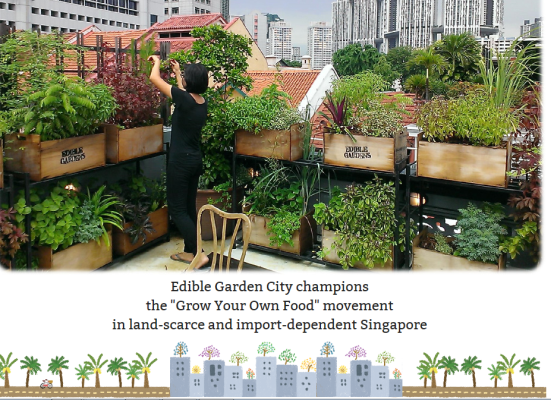 EDIBLE
GARDENS
EDIBLE
GARDENS
Edible Garden City champions
the "Grow Your Own Food" movement
in land-scarce and import-dependent Singapore